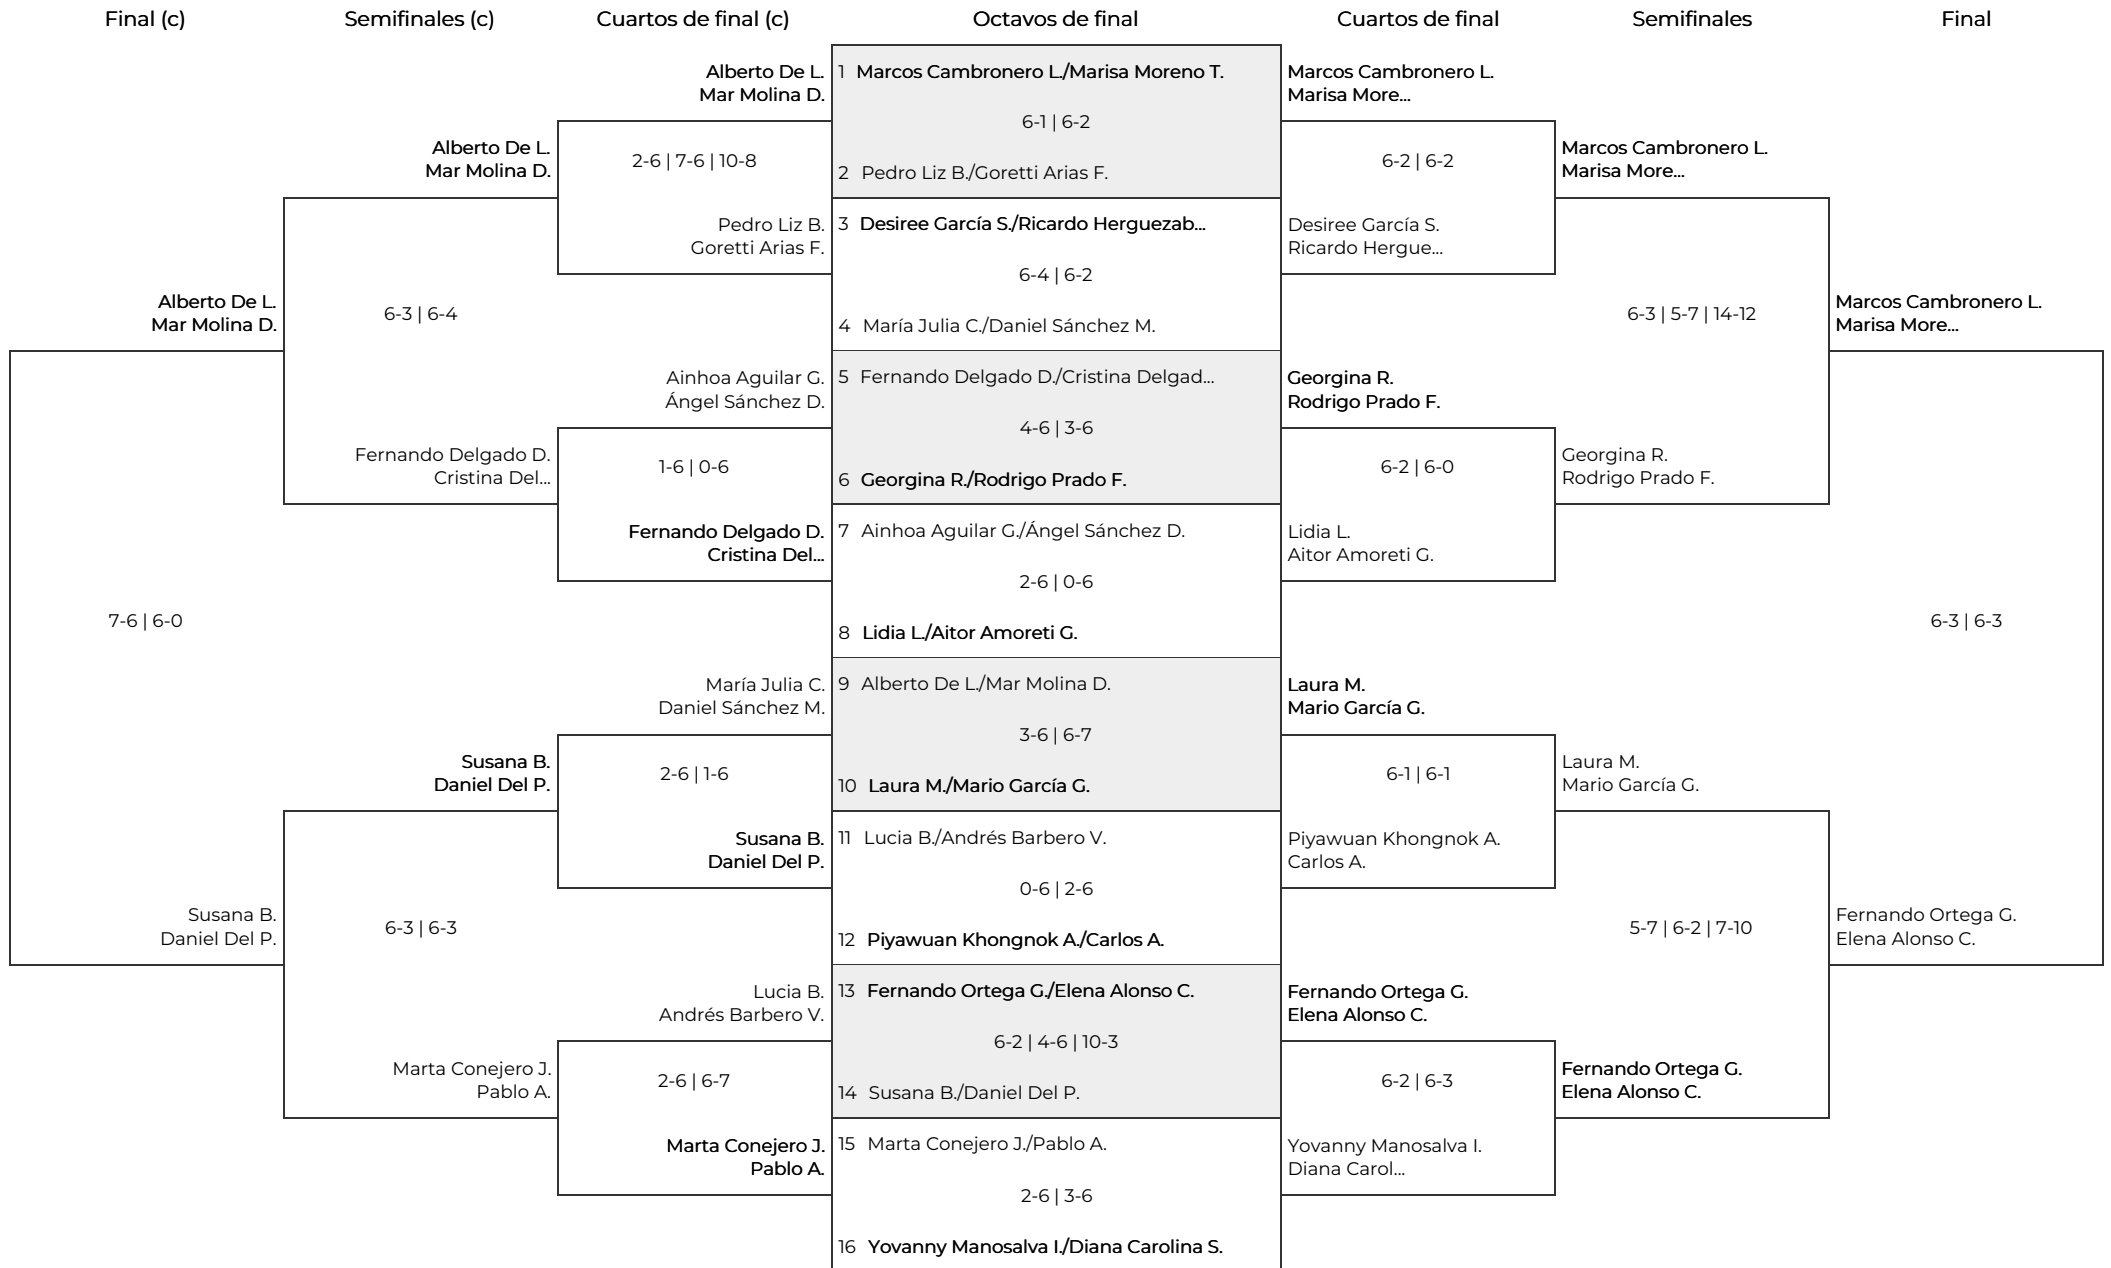 Final (c)
Semifinales (c)
Cuartos de final (c)
Octavos de final
Cuartos de final
Semifinales
Final
Alberto De L.
Mar Molina D.
7-6 | 6-0
Susana B.
Daniel Del P.
Alberto De L.
Mar Molina D.
6-3 | 6-4
Fernando Delgado D.
Cristina Del...
Susana B.
Daniel Del P.
6-3 | 6-3
Marta Conejero J.
Pablo A.
Alberto De L.
Mar Molina D.
2-6 | 7-6 | 10-8
Pedro Liz B.
Goretti Arias F.
Ainhoa Aguilar G.
Ángel Sánchez D.
1-6 | 0-6
Fernando Delgado D.
Cristina Del...
María Julia C.
Daniel Sánchez M.
2-6 | 1-6
Susana B.
Daniel Del P.
Lucia B.
Andrés Barbero V.
2-6 | 6-7
Marta Conejero J.
Pablo A.
1 Marcos Cambronero L./Marisa Moreno T.
6-1 | 6-2
2 Pedro Liz B./Goretti Arias F.
3 Desiree García S./Ricardo Herguezab...
6-4 | 6-2
4 María Julia C./Daniel Sánchez M.
5 Fernando Delgado D./Cristina Delgad...
4-6 | 3-6
6 Georgina R./Rodrigo Prado F.
7 Ainhoa Aguilar G./Ángel Sánchez D.
2-6 | 0-6
8 Lidia L./Aitor Amoreti G.
9 Alberto De L./Mar Molina D.
3-6 | 6-7
10 Laura M./Mario García G.
11 Lucia B./Andrés Barbero V.
0-6 | 2-6
12 Piyawuan Khongnok A./Carlos A.
13 Fernando Ortega G./Elena Alonso C.
6-2 | 4-6 | 10-3
14 Susana B./Daniel Del P.
15 Marta Conejero J./Pablo A.
2-6 | 3-6
16 Yovanny Manosalva I./Diana Carolina S.
Marcos Cambronero L.
Marisa More...
6-2 | 6-2
Desiree García S.
Ricardo Hergue...
Georgina R.
Rodrigo Prado F.
6-2 | 6-0
Lidia L.
Aitor Amoreti G.
Laura M.
Mario García G.
6-1 | 6-1
Piyawuan Khongnok A.
Carlos A.
Fernando Ortega G.
Elena Alonso C.
6-2 | 6-3
Yovanny Manosalva I.
Diana Carol...
Marcos Cambronero L.
Marisa More...
6-3 | 5-7 | 14-12
Georgina R.
Rodrigo Prado F.
Laura M.
Mario García G.
5-7 | 6-2 | 7-10
Fernando Ortega G.
Elena Alonso C.
Marcos Cambronero L.
Marisa More...
6-3 | 6-3
Fernando Ortega G.
Elena Alonso C.